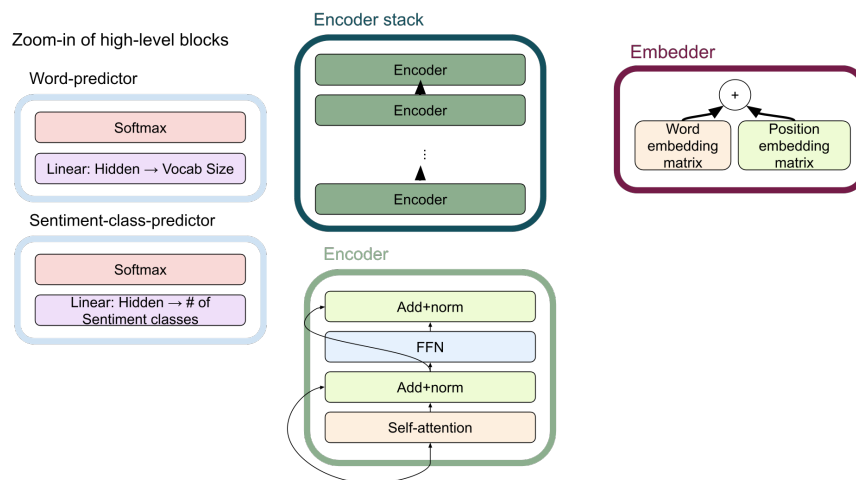 Zoom-in of high-level blocks
Word-predictor
Softmax
Linear: Hidden → Vocab Size
Sentiment-class-predictor
Softmax
Linear: Hidden → # of
Sentiment classes
Encoder stack
Encoder
Encoder
...
Encoder
Encoder
Add+norm
FFN
Add+norm
Self-attention
Embedder
+
Word
embedding
matrix
Position
embedding
matrix